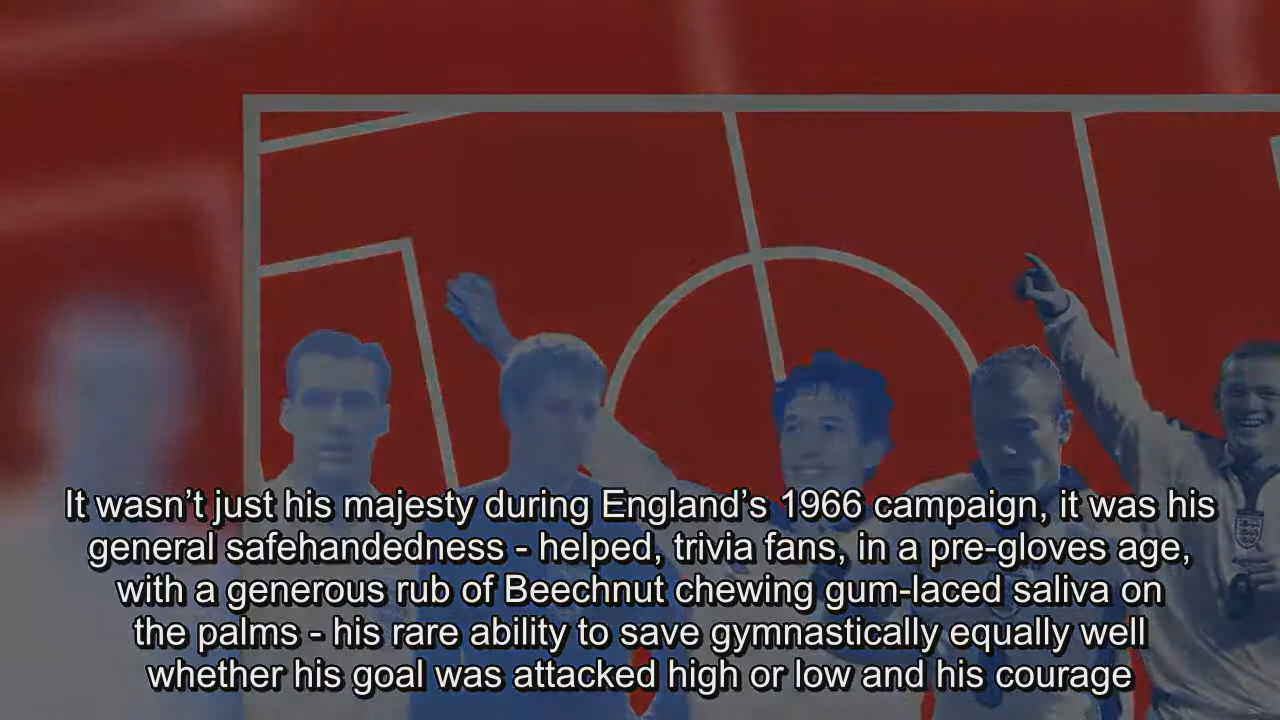 It wasn’t just his majesty during England’s 1966 campaign, it was his
general safehandedness - helped, trivia fans, in a pre-gloves age,
with a generous rub of Beechnut chewing gum-laced saliva on
the palms - his rare ability to save gymnastically equally well
whether his goal was attacked high or low and his courage